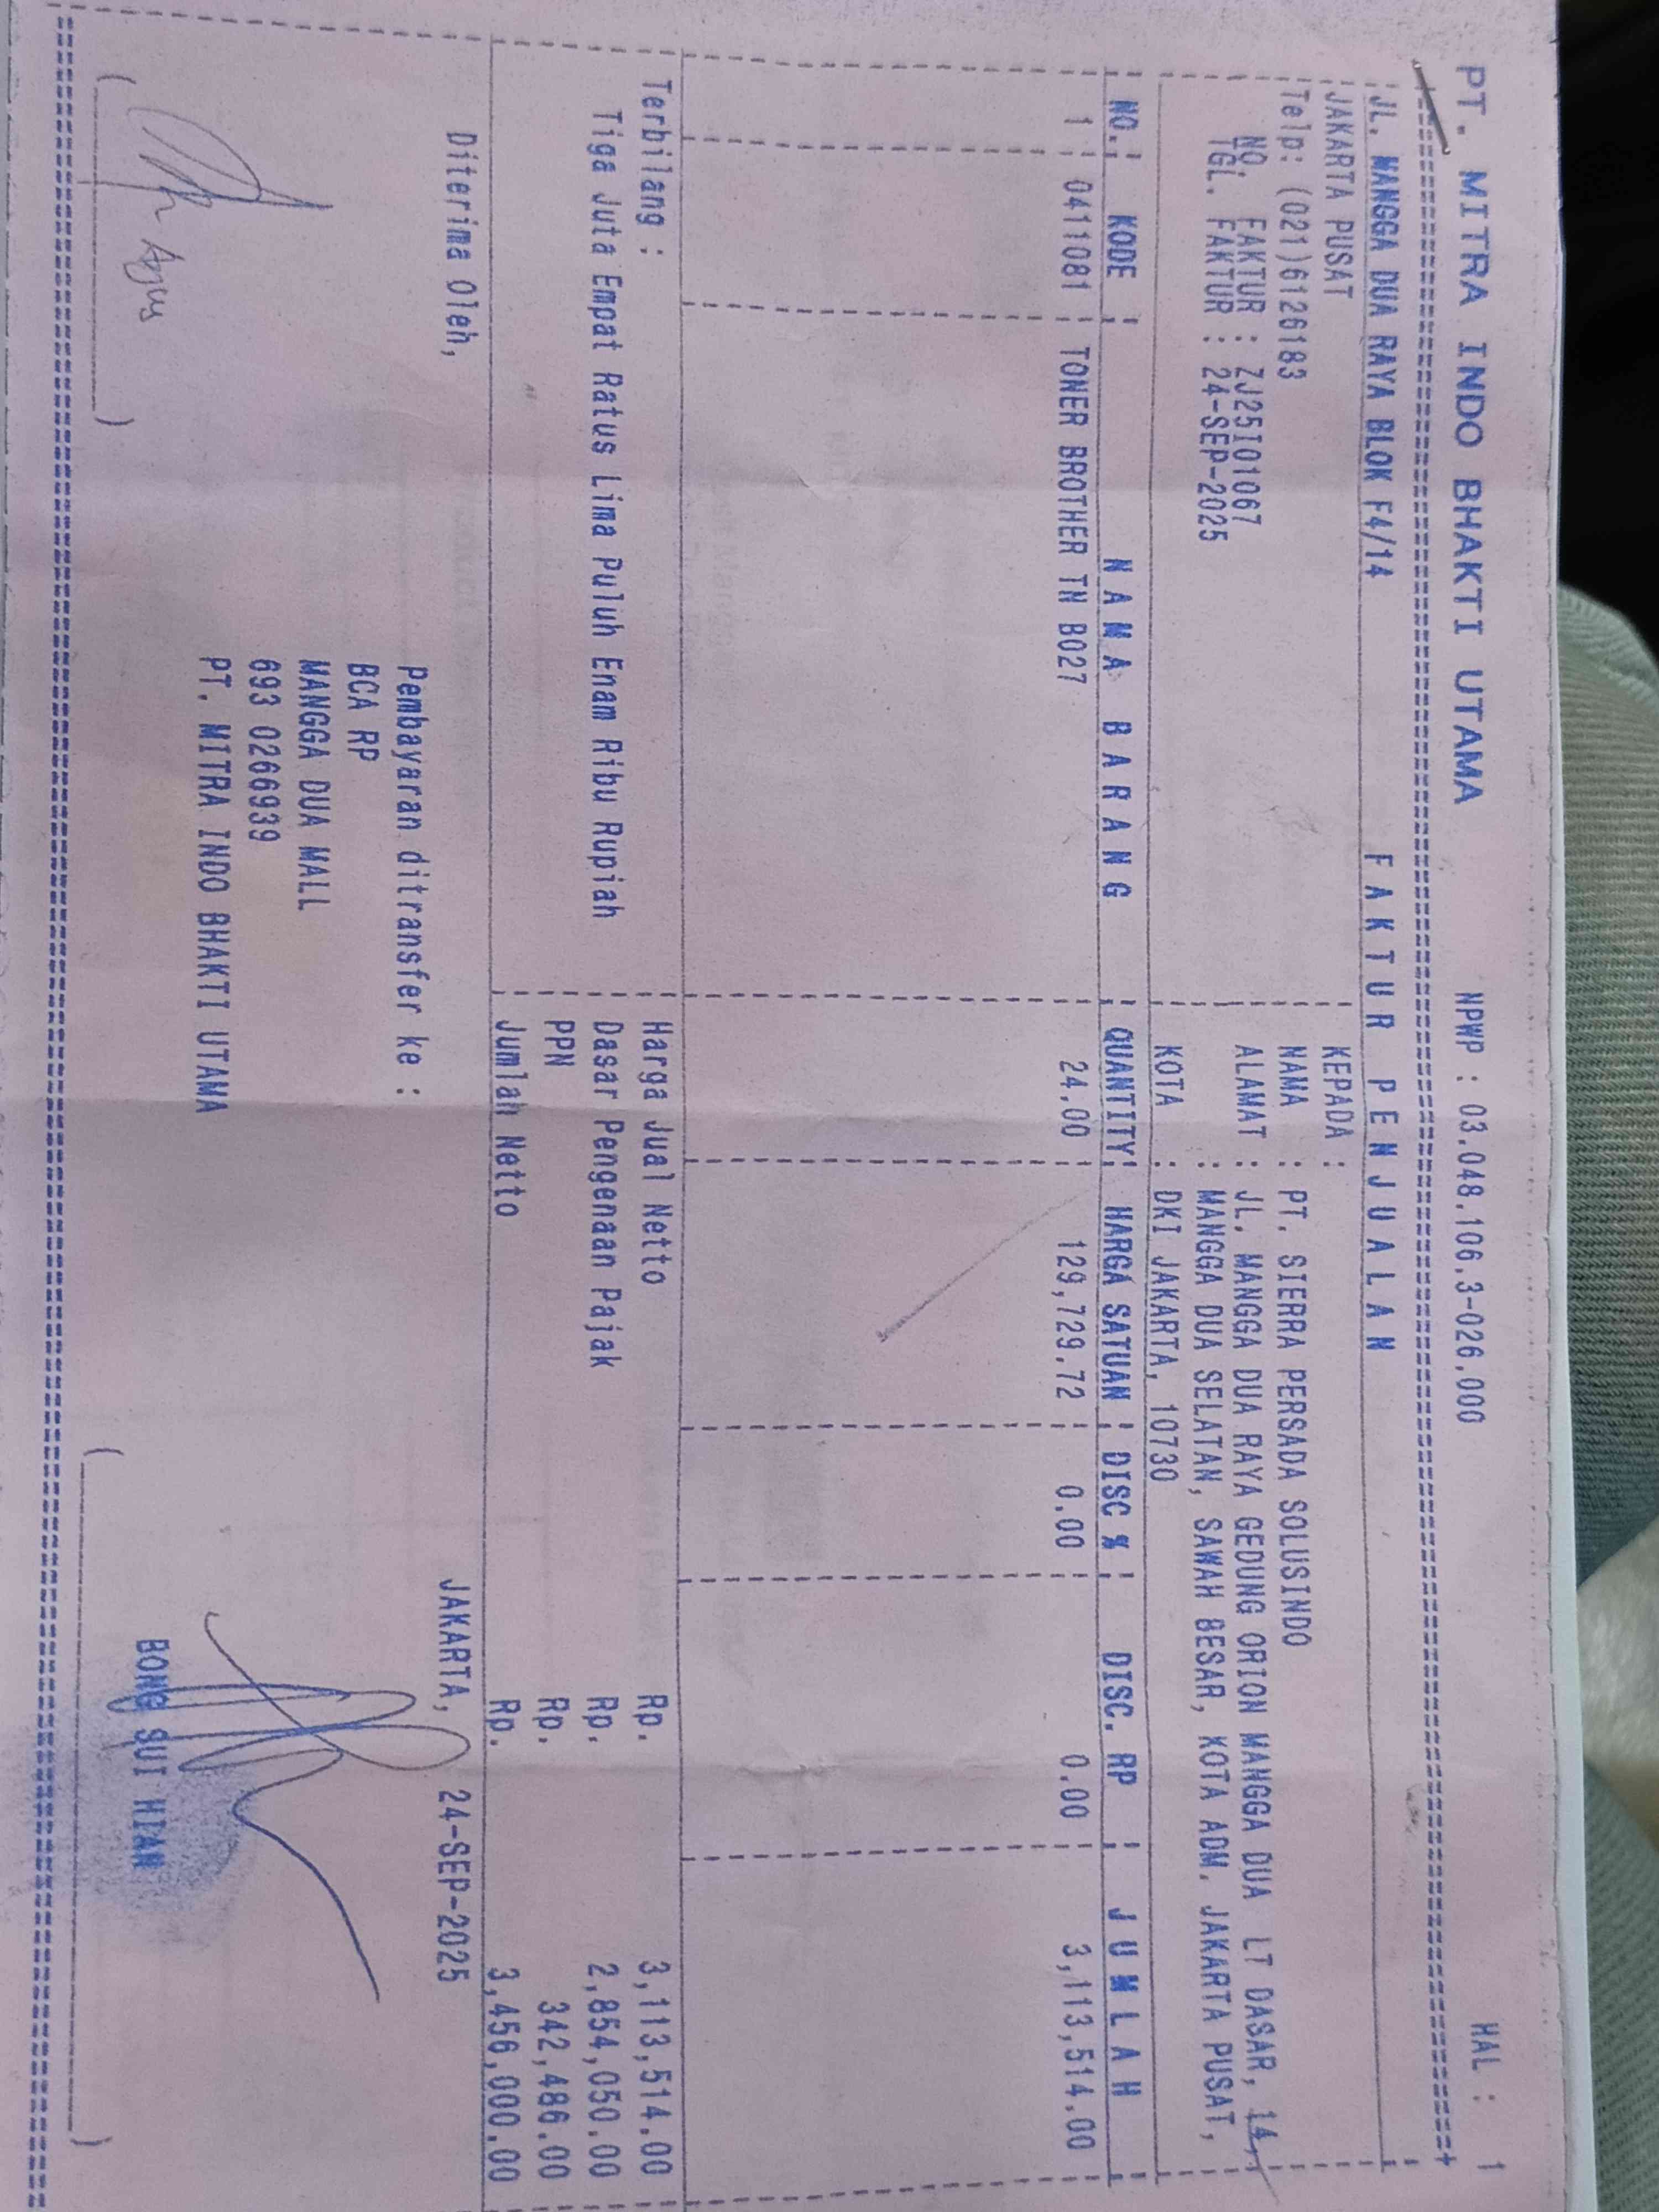 PT. MITRA INDO BHAKTI UTAMA NPWP : 03.048.106.3-026.000 HAL : 1
JL. MANGGA DUA RAYA BLOK F4/14 F A K T U R P E N J U A L A N
JAKARTA PUSAT KEPADA :
Telp: (021)6126183 NAMA : PT. SIERRA PERSADA SOLUSINDO
NO. FAKTUR : ZJ25I01067 ALAMAT : JL. MANGGA DUA RAYA GEDUNG ORION MANGGA DUA LT DASAR, 14,
TGL. FAKTUR : 24-SEP-2025 : MANGGA DUA SELATAN, SAWAH BESAR, KOTA ADM. JAKARTA PUSAT,
KOTA : DKI JAKARTA, 10730
NO. KODE N A M A B A R A N G QUANTITY HARGA SATUAN DISC % DISC. RP J U M L A H
1 0411081 TONER BROTHER TN B027 24.00 129,729.72 0.00 0.00 3,113,514.00
Terbilang : Harga Jual Netto Rp. 3,113,514.00
Tiga Juta Empat Ratus Lima Puluh Enam Ribu Rupiah Dasar Pengenaan Pajak Rp. 2,854,050.00
PPN Rp. 342,486.00
Jumlah Netto Rp. 3,456,000.00
Diterima Oleh, JAKARTA, 24-SEP-2025
Pembayaran ditransfer ke :
BCA RP
MANGGA DUA MALL
693 0266939
PT. MITRA INDO BHAKTI UTAMA
Agus
BONG SUI HIAN